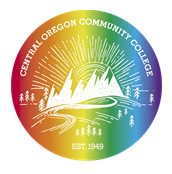 CENTRAL OREGON COMMUNITY COLLEGE
EST. 1949